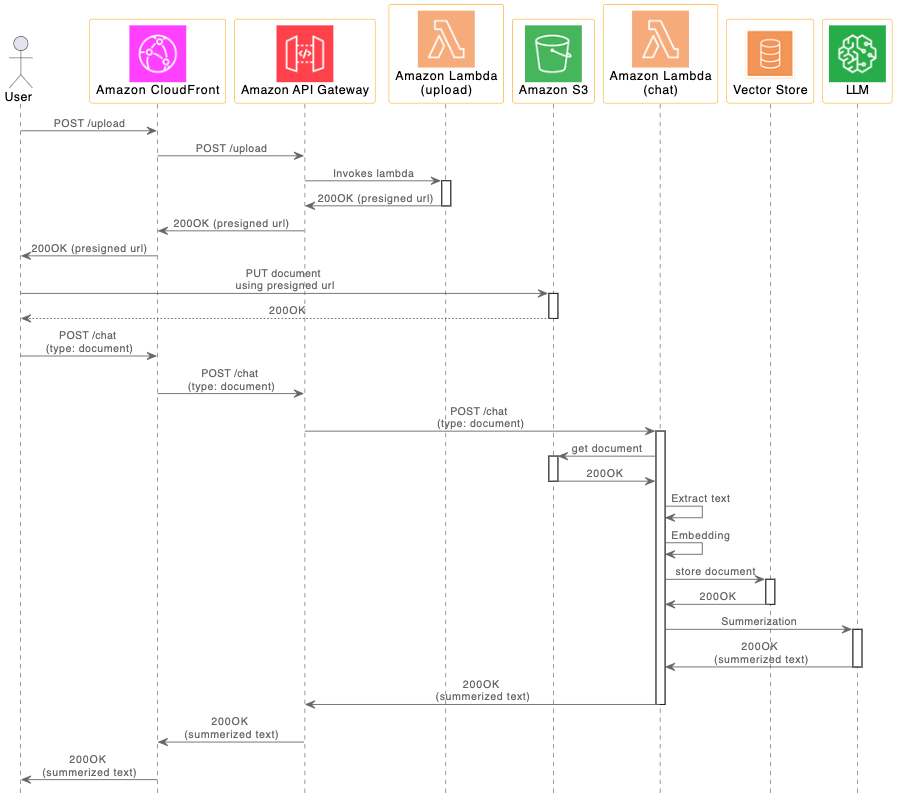 User
Amazon CloudFront
Amazon API Gateway
Amazon Lambda
(upload)
Amazon S3
Amazon Lambda
(chat)
Vector Store
LLM
POST /upload
POST /upload
Invokes lambda
200OK (presigned url)
200OK (presigned url)
200OK (presigned url)
PUT document
using presigned url
200OK
POST /chat
(type: document)
POST /chat
(type: document)
POST /chat
(type: document)
get document
200OK
Extract text
Embedding
store document
200OK
Summerization
200OK
(summerized text)
200OK
(summerized text)
200OK
(summerized text)
200OK
(summerized text)